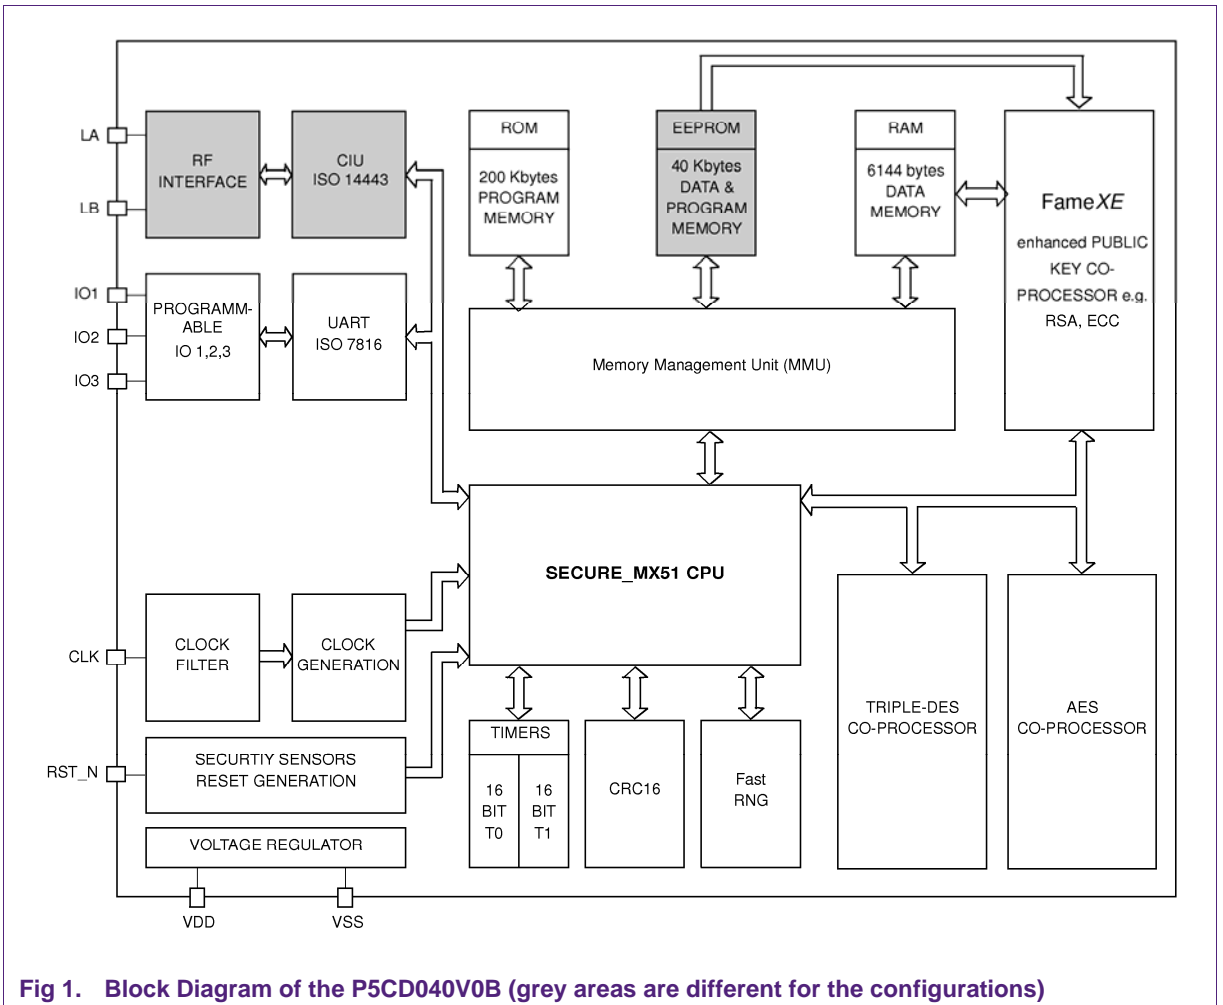 LA
LB
RF
INTERFACE
CIU
ISO 14443
ROM
200 Kbytes
PROGRAM
MEMORY
EEPROM
40 Kbytes
DATA &
PROGRAM
MEMORY
RAM
6144 bytes
DATA
MEMORY
FameXE
enhanced PUBLIC
KEY CO-
PROCESSOR e.g.
RSA, ECC
IO1
IO2
IO3
PROGRAMM-
ABLE
IO 1,2,3
UART
ISO 7816
Memory Management Unit (MMU)
SECURE_MX51 CPU
CLK
CLOCK
FILTER
CLOCK
GENERATION
RST_N
SECURTIY SENSORS
RESET GENERATION
VOLTAGE REGULATOR
VDD
VSS
TIMERS
16
BIT
T0
16
BIT
T1
CRC16
Fast
RNG
TRIPLE-DES
CO-PROCESSOR
AES
CO-PROCESSOR
Fig 1. Block Diagram of the P5CD040V0B (grey areas are different for the configurations)